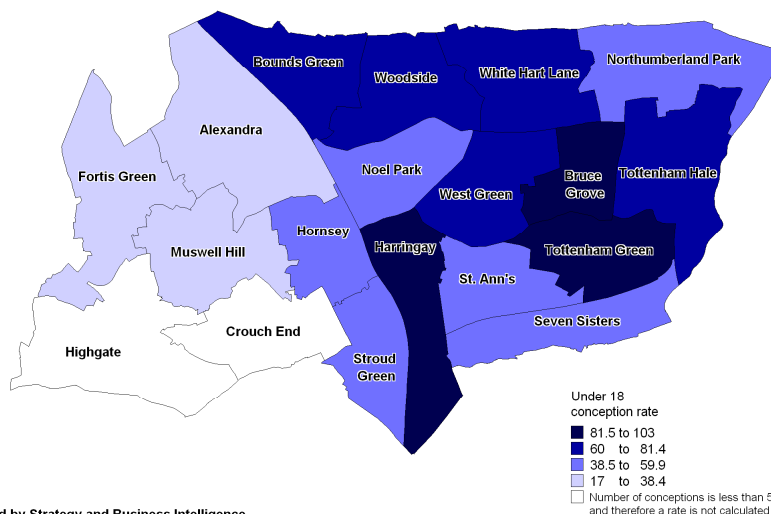 Bounds Green
Woodside
White Hart Lane
Northumberland Park
Alexandra
Fortis Green
Noel Park
West Green
Bruce
Grove
Tottenham Hale
Muswell Hill
Hornsey
Harringay
Tottenham Green
St. Ann's
Seven Sisters
Crouch End
Highgate
Stroud
Green
Under 18
conception rate
81.5 to 103
60 to 81.4
38.5 to 59.9
17 to 38.4
Number of conceptions is less than 5
and therefore a rate is not calculated
d by Strategy and Business Intelligence